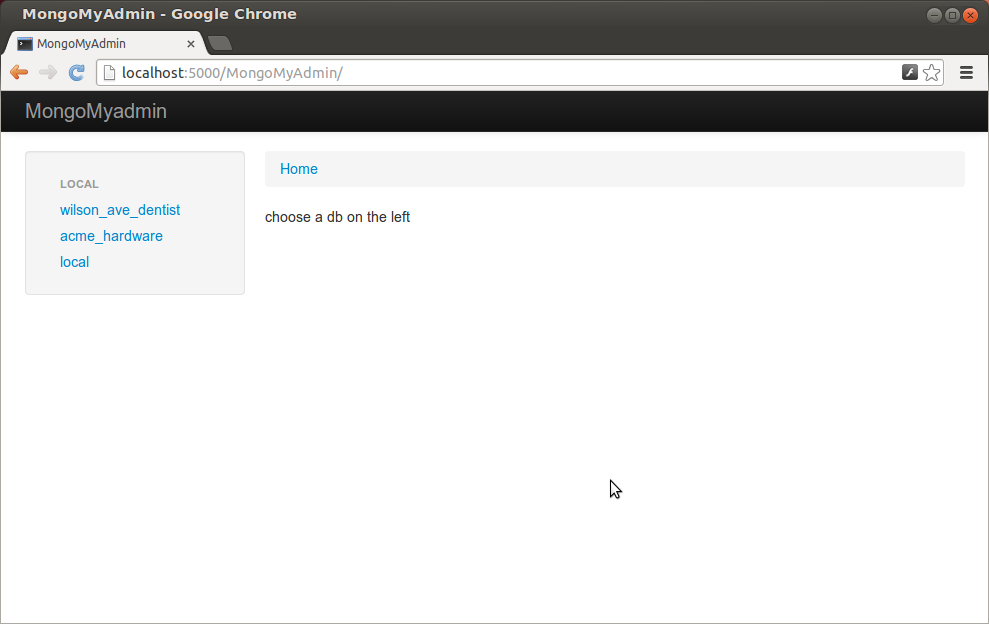 MongoMyAdmin - Google Chrome
MongoMyAdmin
localhost:5000/MongoMyAdmin/
MongoMyadmin
LOCAL
wilson_ave_dentist
acme_hardware
local
Home
choose a db on the left